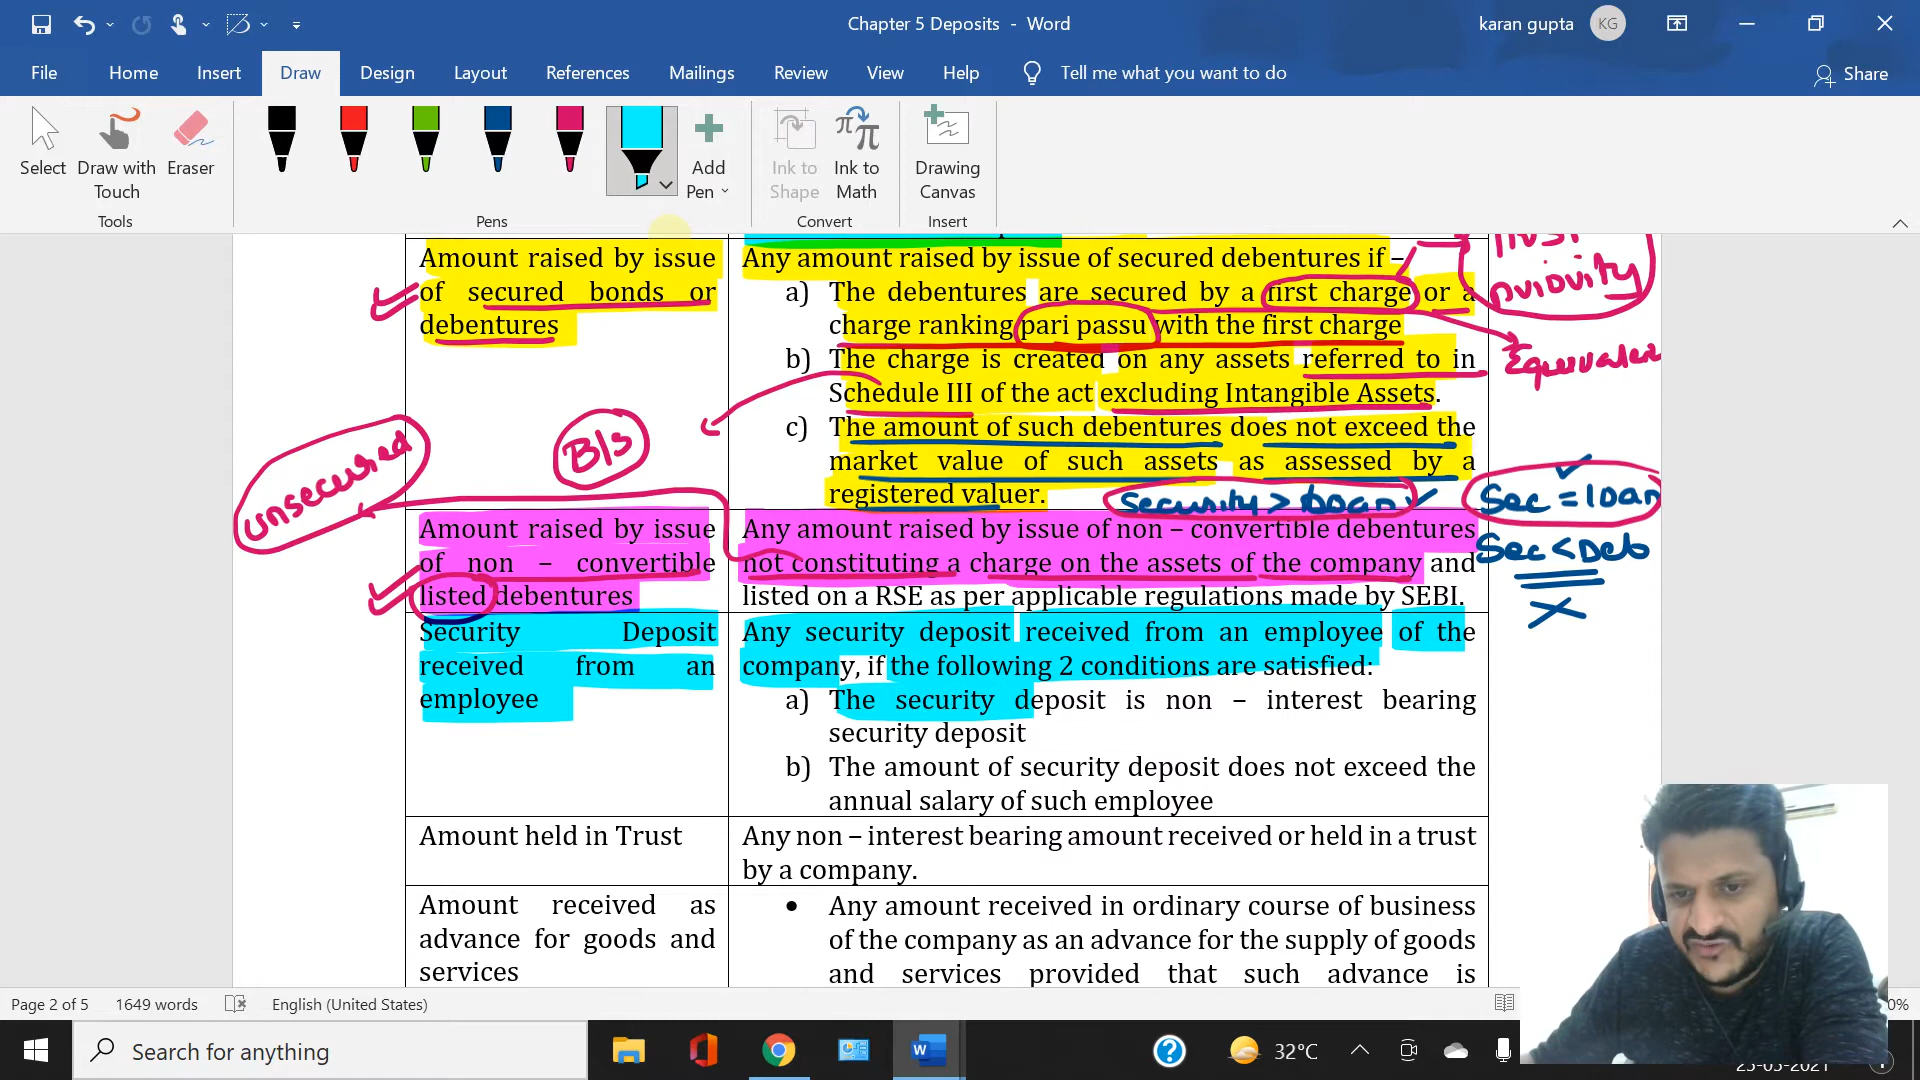 Chapter 5 Deposits - Word
karan gupta
KG
File Home Insert Draw Design Layout References Mailings Review View Help Tell me what you want to do Share
Select
Draw with Touch
Eraser
Add Pen
Ink to Shape
Ink to Math
Drawing Canvas
Tools Pens Convert Insert
Amount raised by issue
of secured bonds or
debentures
Any amount raised by issue of secured debentures if –
a) The debentures are secured by a first charge or a
charge ranking pari passu with the first charge
b) The charge is created on any assets referred to in
Schedule III of the act excluding Intangible Assets.
c) The amount of such debentures does not exceed the
market value of such assets as assessed by a
registered valuer.
priority
Equivalen
B/s
unsecured
Security > loan
Sec = loan
Sec < Deb
Amount raised by issue
of non – convertible
listed debentures
Any amount raised by issue of non – convertible debentures
not constituting a charge on the assets of the company and
listed on a RSE as per applicable regulations made by SEBI.
Security Deposit
received from an
employee
Any security deposit received from an employee of the
company, if the following 2 conditions are satisfied:
a) The security deposit is non – interest bearing
security deposit
b) The amount of security deposit does not exceed the
annual salary of such employee
Amount held in Trust
Any non – interest bearing amount received or held in a trust
by a company.
Amount received as
advance for goods and
services
• Any amount received in ordinary course of business
of the company as an advance for the supply of goods
and services provided that such advance is
Page 2 of 5 1649 words English (United States) 0%
Search for anything
32°C